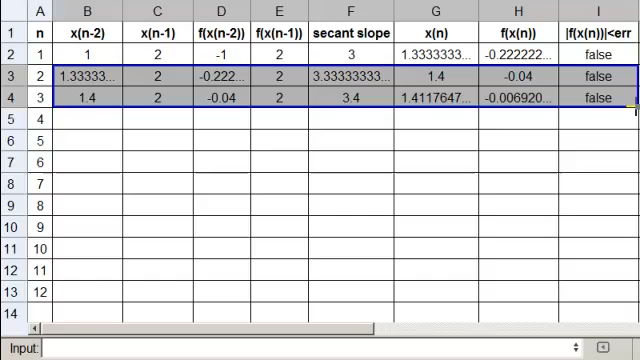 A B C D E F G H I
1 n x(n-2) x(n-1) f(x(n-2)) f(x(n-1)) secant slope x(n) f(x(n)) |f(x(n))|<err
2 1 1 2 -1 2 3 1.3333333... -0.222222... false
3 2 1.33333... 2 -0.222... 2 3.33333333... 1.4 -0.04 false
4 3 1.4 2 -0.04 2 3.4 1.4117647... -0.006920... false
5 4
6 5
7 6
8 7
9 8
10 9
11 10
12 11
13 12
14
Input: